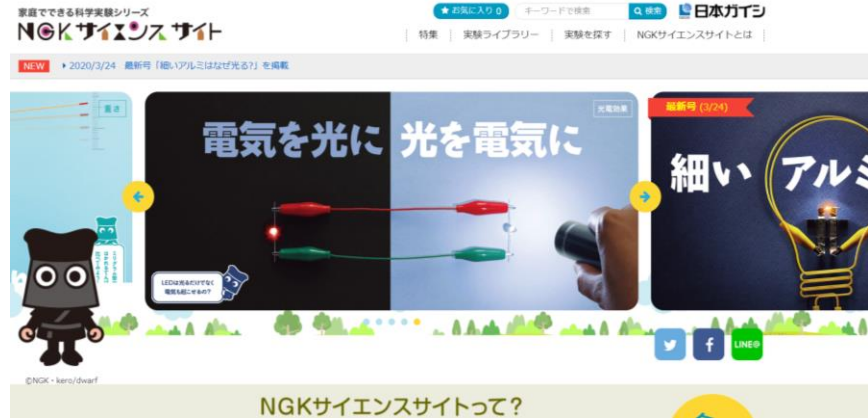 家庭でできる科学実験シリーズ
NGKサイエンスサイト
★ お気に入り 0
キーワードで検索
検索
日本ガイシ
特集
実験ライブラリー
実験を探す
NGKサイエンスサイトとは
NEW
2020/3/24 最新号「細いアルミはなぜ光る?」を掲載
重さ
光電効果
電気を光に 光を電気に
LEDは光るだけでなく
電気も起こせるの?
最新号 (3/24)
細い アルミ
LINE@
©NGK・kero/dwarf
NGKサイエンスサイトって?